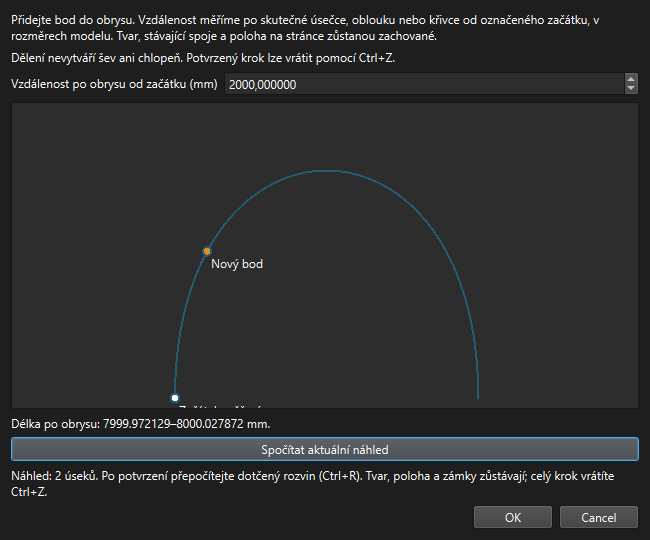 Přidejte bod do obrysu. Vzdálenost měříme po skutečné úsečce, oblouku nebo křivce od označeného začátku, v
rozměrech modelu. Tvar, stávající spoje a poloha na stránce zůstanou zachované.
Dělení nevytváří šev ani chlopeň. Potvrzený krok lze vrátit pomocí Ctrl+Z.
Vzdálenost po obrysu od začátku (mm) 2000,000000
Nový bod
Délka po obrysu: 7999.972129–8000.027872 mm.
Spočítat aktuální náhled
Náhled: 2 úseků. Po potvrzení přepočítejte dotčený rozvin (Ctrl+R). Tvar, poloha a zámky zůstávají; celý krok vrátíte
Ctrl+Z.
OK Cancel